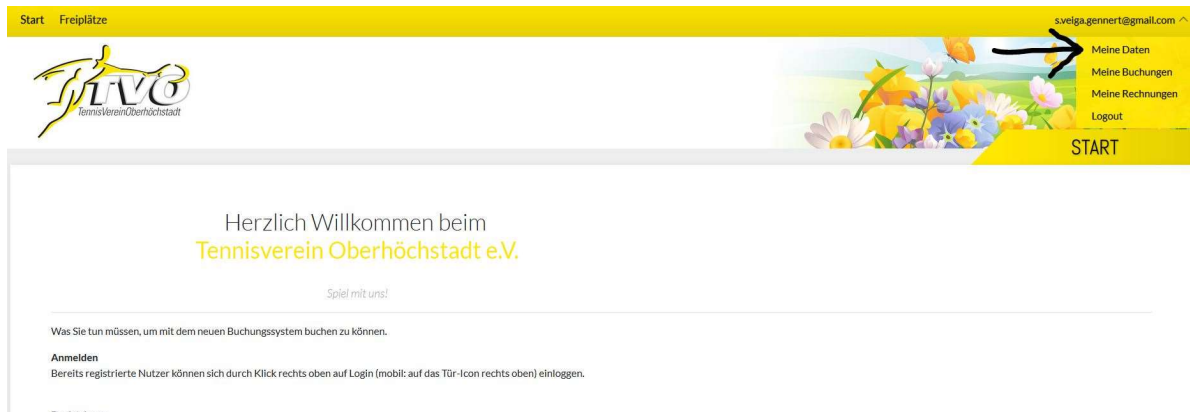 Start Freiplätze s.veiga.gennert@gmail.com
Meine Daten
Meine Buchungen
Meine Rechnungen
Logout
TVO
TennisVereinOberhöchstadt
START
Herzlich Willkommen beim
Tennisverein Oberhöchstadt e.V.
Spiel mit uns!
Was Sie tun müssen, um mit dem neuen Buchungssystem buchen zu können.
Anmelden
Bereits registrierte Nutzer können sich durch Klick rechts oben auf Login (mobil: auf das Tür-Icon rechts oben) einloggen.